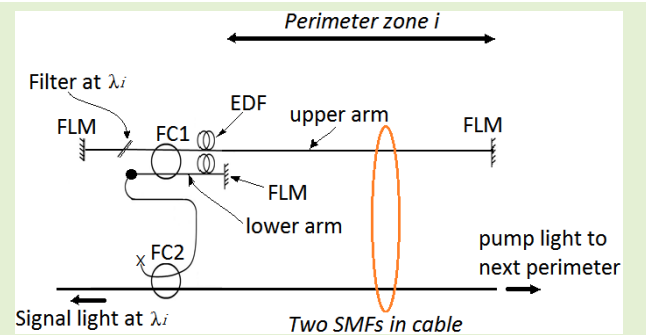 Perimeter zone i
Filter at λi
EDF
upper arm
FLM
FC1
FLM
FLM
lower arm
x FC2
pump light to
next perimeter
Signal light at λi
Two SMFs in cable